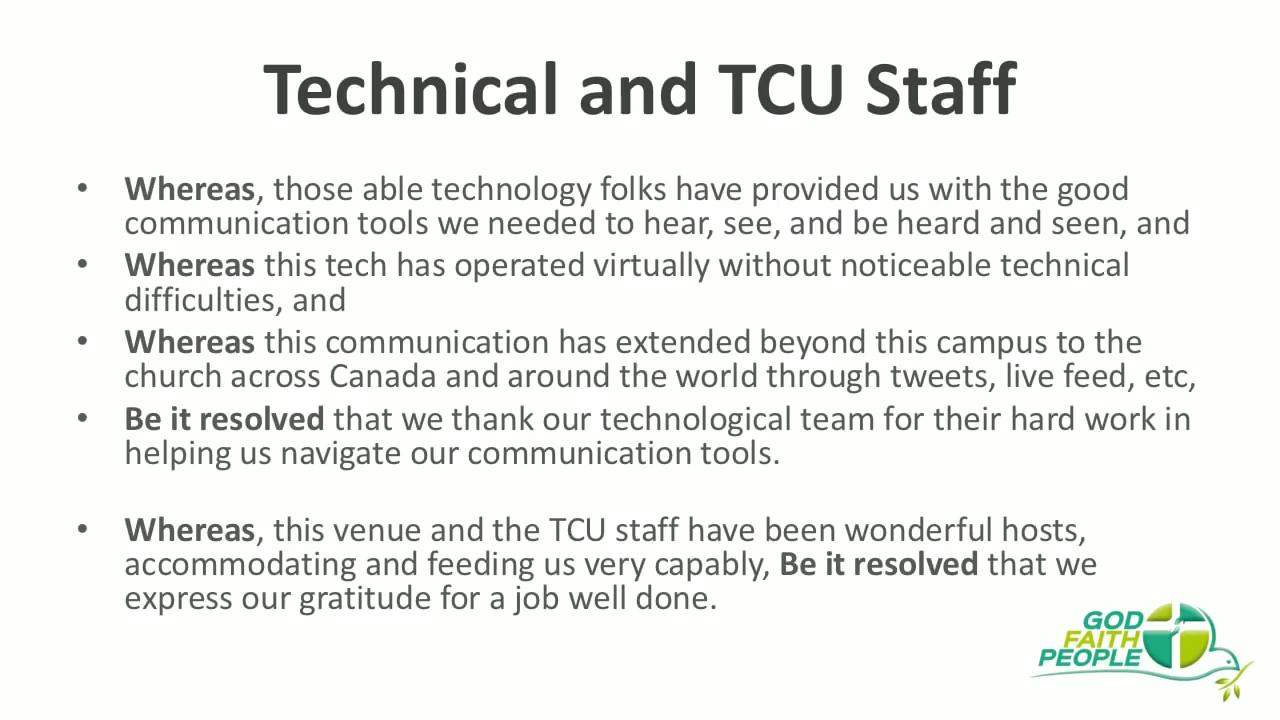 Technical and TCU Staff
• Whereas, those able technology folks have provided us with the good
communication tools we needed to hear, see, and be heard and seen, and
• Whereas this tech has operated virtually without noticeable technical
difficulties, and
• Whereas this communication has extended beyond this campus to the
church across Canada and around the world through tweets, live feed, etc,
• Be it resolved that we thank our technological team for their hard work in
helping us navigate our communication tools.
• Whereas, this venue and the TCU staff have been wonderful hosts,
accommodating and feeding us very capably, Be it resolved that we
express our gratitude for a job well done.
GOD
FAITH
PEOPLE